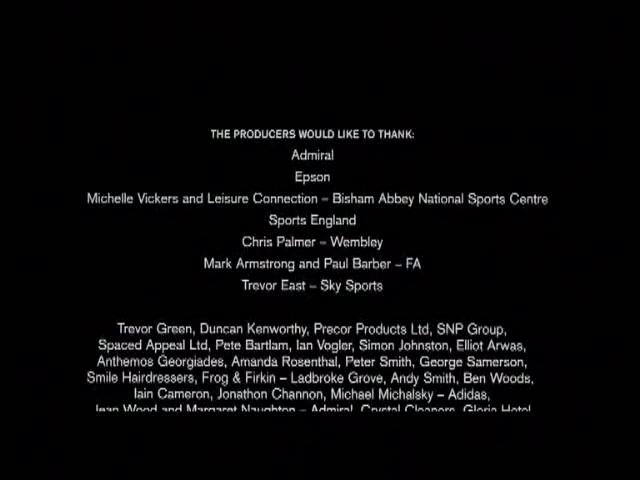 THE PRODUCERS WOULD LIKE TO THANK:
Admiral
Epson
Michelle Vickers and Leisure Connection – Bisham Abbey National Sports Centre
Sports England
Chris Palmer – Wembley
Mark Armstrong and Paul Barber – FA
Trevor East – Sky Sports
Trevor Green, Duncan Kenworthy, Precor Products Ltd, SNP Group,
Spaced Appeal Ltd, Pete Bartlam, Ian Vogler, Simon Johnston, Elliot Arwas,
Anthemos Georgiades, Amanda Rosenthal, Peter Smith, George Samerson,
Smile Hairdressers, Frog & Firkin – Ladbroke Grove, Andy Smith, Ben Woods,
Iain Cameron, Jonathon Channon, Michael Michalsky – Adidas,
Jean Wood and Margaret Naughton – Admiral, Crystal Cleaners, Gloria Hotel